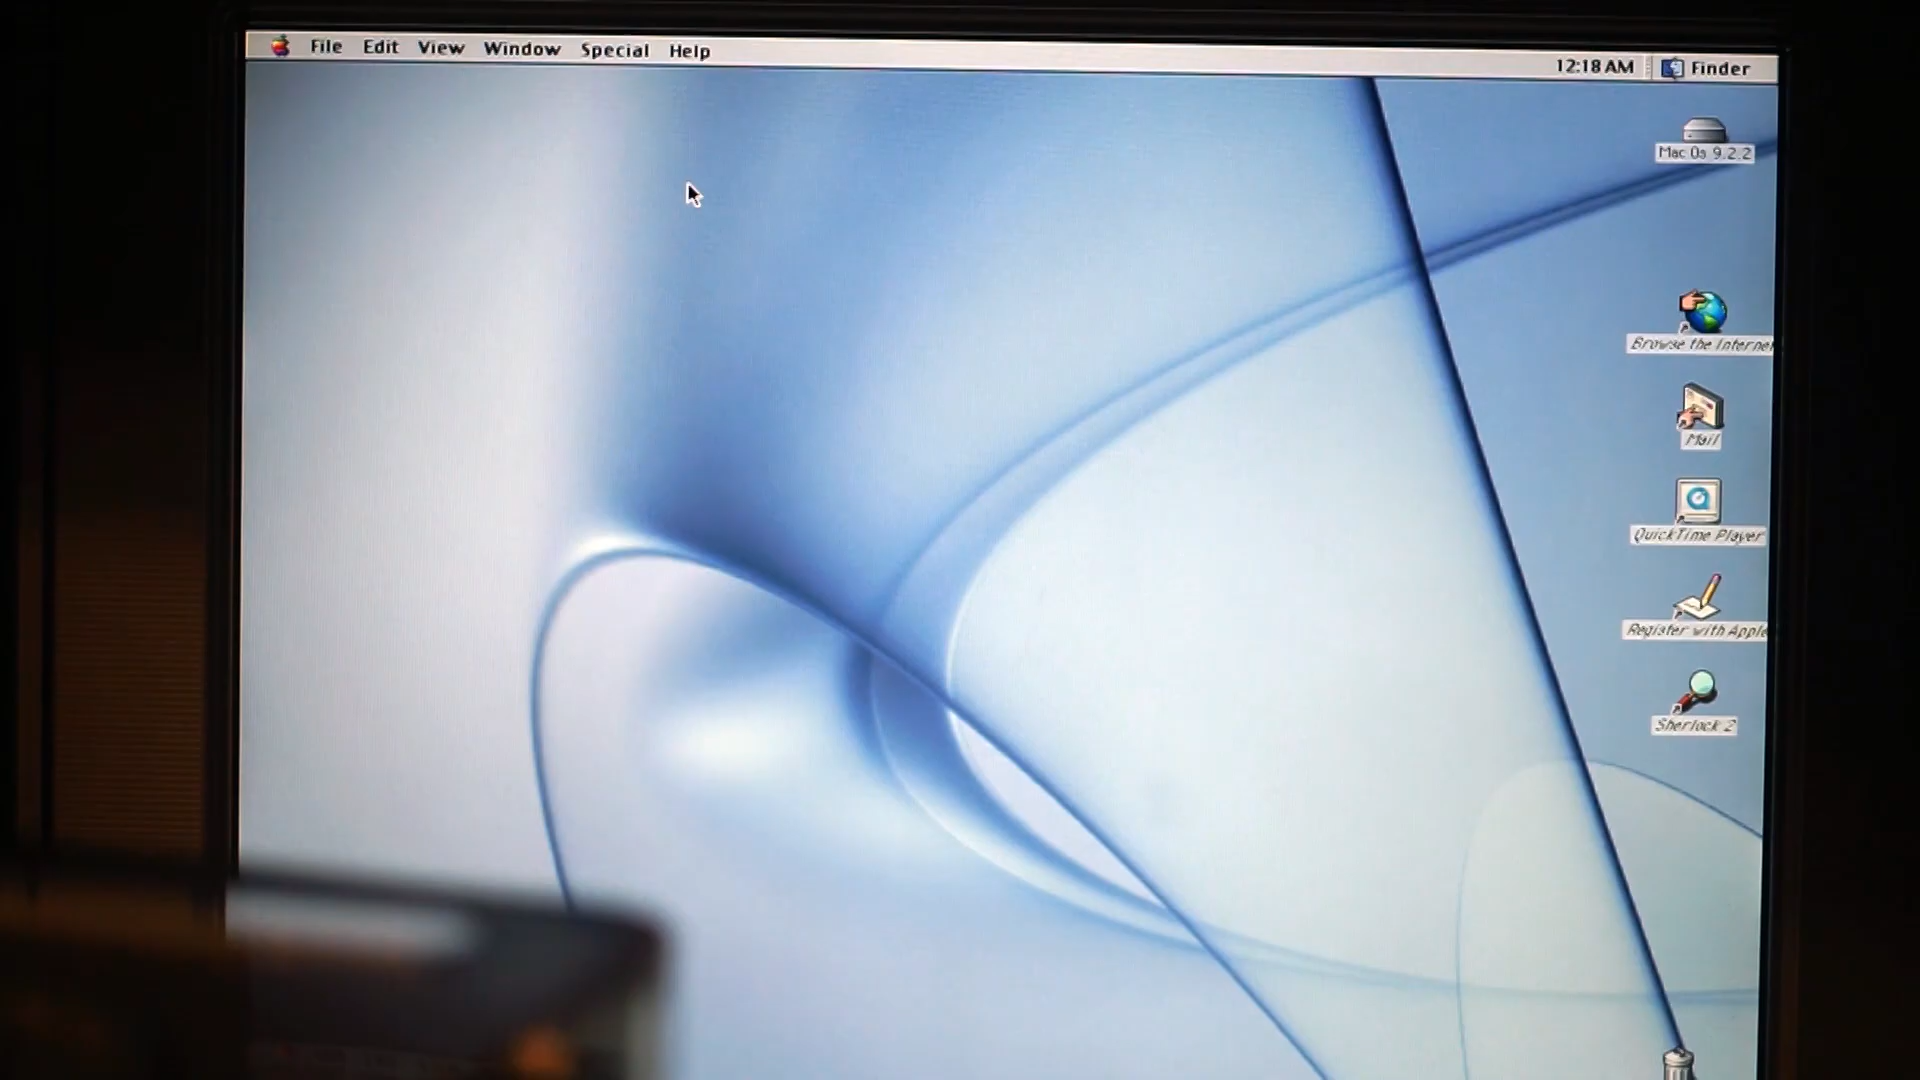 File Edit View Window Special Help
12:18 AM Finder
Mac Os 9.2.2
Browse the Internet
Mail
QuickTime Player
Register with Apple
Sherlock 2